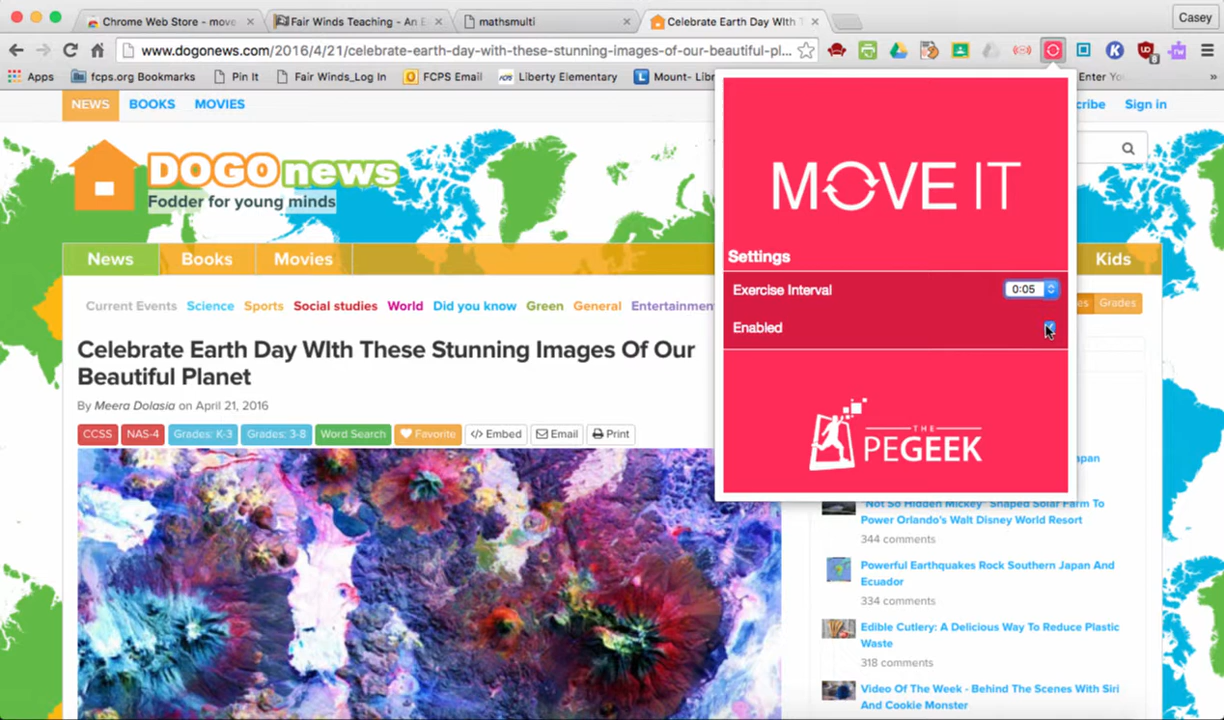 Chrome Web Store - move
Fair Winds Teaching - An E
mathsmulti
Celebrate Earth Day WIth T
Casey
www.dogonews.com/2016/4/21/celebrate-earth-day-with-these-stunning-images-of-our-beautiful-pl...
Apps
fcps.org Bookmarks
Pin It
Fair Winds_Log In
FCPS Email
Liberty Elementary
Mount- Libr
Enter Yo
NEWS
BOOKS
MOVIES
cribe
Sign in
DOGOnews
Fodder for young minds
News
Books
Movies
Kids
Current Events
Science
Sports
Social studies
World
Did you know
Green
General
Entertainmen
es
Grades
Celebrate Earth Day WIth These Stunning Images Of Our
Beautiful Planet
By Meera Dolasia on April 21, 2016
CCSS
NAS-4
Grades: K-3
Grades: 3-8
Word Search
Favorite
</> Embed
Email
Print
MOVE IT
Settings
Exercise Interval
0:05
Enabled
THE
PEGEEK
apan
"Not So Hidden Mickey" Shaped Solar Farm To
Power Orlando's Walt Disney World Resort
344 comments
Powerful Earthquakes Rock Southern Japan And
Ecuador
334 comments
Edible Cutlery: A Delicious Way To Reduce Plastic
Waste
318 comments
Video Of The Week - Behind The Scenes With Siri
And Cookie Monster